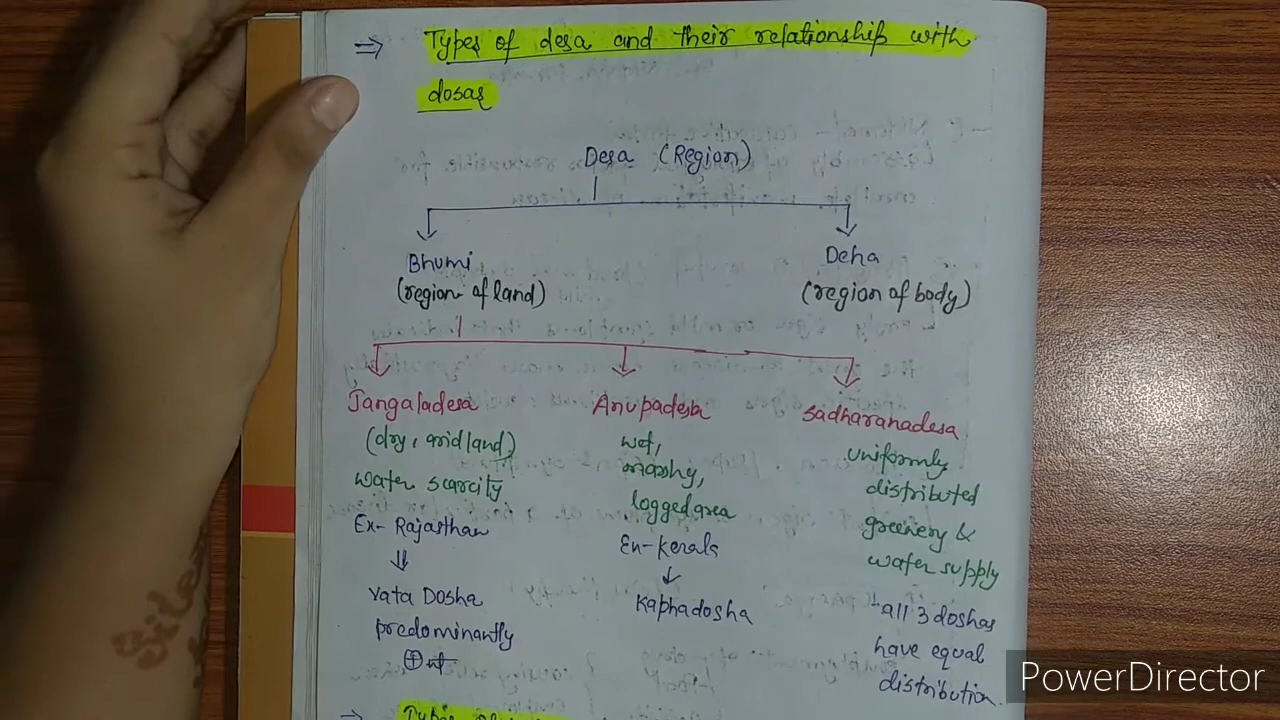 ⇒ Types of desa and their relationship with
dosas
Desa (Region)
Bhumi
(region of land)
Deha
(region of body)
Jangaladesa
(dry, arid land)
water scarcity
Ex- Rajasthan
⇓
vata Dosha
predominantly
Anupadesa
wet,
marshy,
logged area
Ex- Kerala
↓
Kaphadosha
Sadharanadesa
uniformly
distributed
greenery &
water supply
all 3 doshas
have equal
distribution.
⇒ Types
PowerDirector